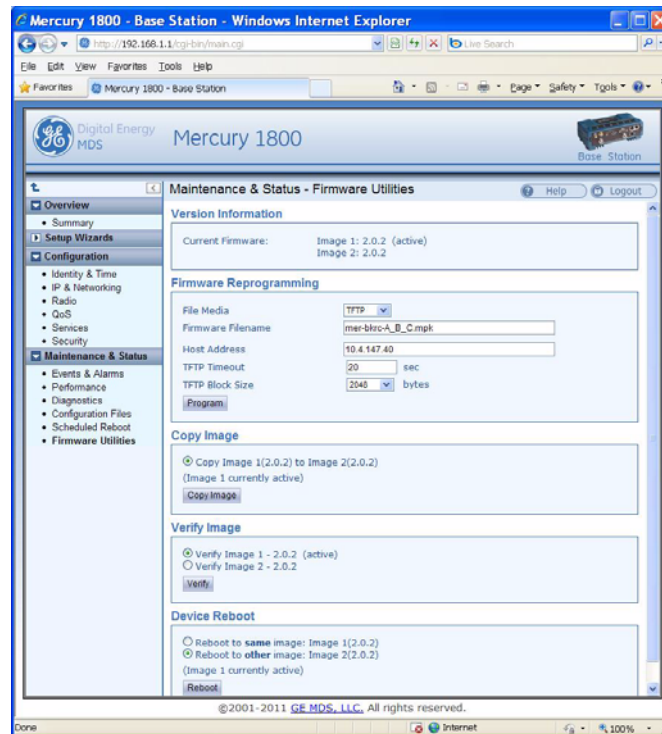 Mercury 1800 - Base Station - Windows Internet Explorer
http://192.168.1.1/cgi-bin/main.cgi
Live Search
File Edit View Favorites Tools Help
Favorites
Mercury 1800 - Base Station
Page Safety Tools
Digital Energy
MDS
Mercury 1800
Base Station
Maintenance & Status - Firmware Utilities
Help
Logout
Overview
• Summary
Setup Wizards
Configuration
• Identity & Time
• IP & Networking
• Radio
• QoS
• Services
• Security
Maintenance & Status
• Events & Alarms
• Performance
• Diagnostics
• Configuration Files
• Scheduled Reboot
• Firmware Utilities
Version Information
Current Firmware: Image 1: 2.0.2 (active)
Image 2: 2.0.2
Firmware Reprogramming
File Media TFTP
Firmware Filename mer-bkrc-A_B_C.mpk
Host Address 10.4.147.40
TFTP Timeout 20 sec
TFTP Block Size 2048 bytes
Program
Copy Image
Copy Image 1(2.0.2) to Image 2(2.0.2)
(Image 1 currently active)
Copy Image
Verify Image
Verify Image 1 - 2.0.2 (active)
Verify Image 2 - 2.0.2
Verify
Device Reboot
Reboot to same image: Image 1(2.0.2)
Reboot to other image: Image 2(2.0.2)
(Image 1 currently active)
Reboot
©2001-2011 GE MDS, LLC. All rights reserved.
Done
Internet
100%